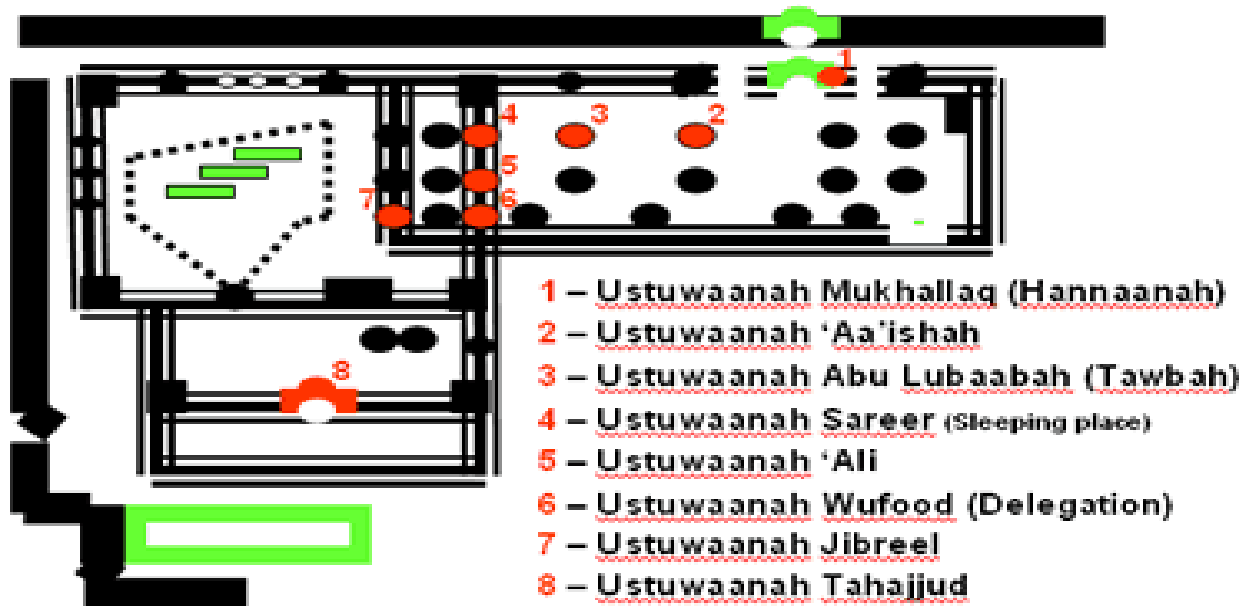 1
4
3
2
5
7
6
1 – Ustuwaanah Mukhallaq (Hannaanah)
2 – Ustuwaanah ‘Aa’ishah
3 – Ustuwaanah Abu Lubaabah (Tawbah)
8
4 – Ustuwaanah Sareer (Sleeping place)
5 – Ustuwaanah ‘Ali
6 – Ustuwaanah Wufood (Delegation)
7 – Ustuwaanah Jibreel
8 – Ustuwaanah Tahajjud